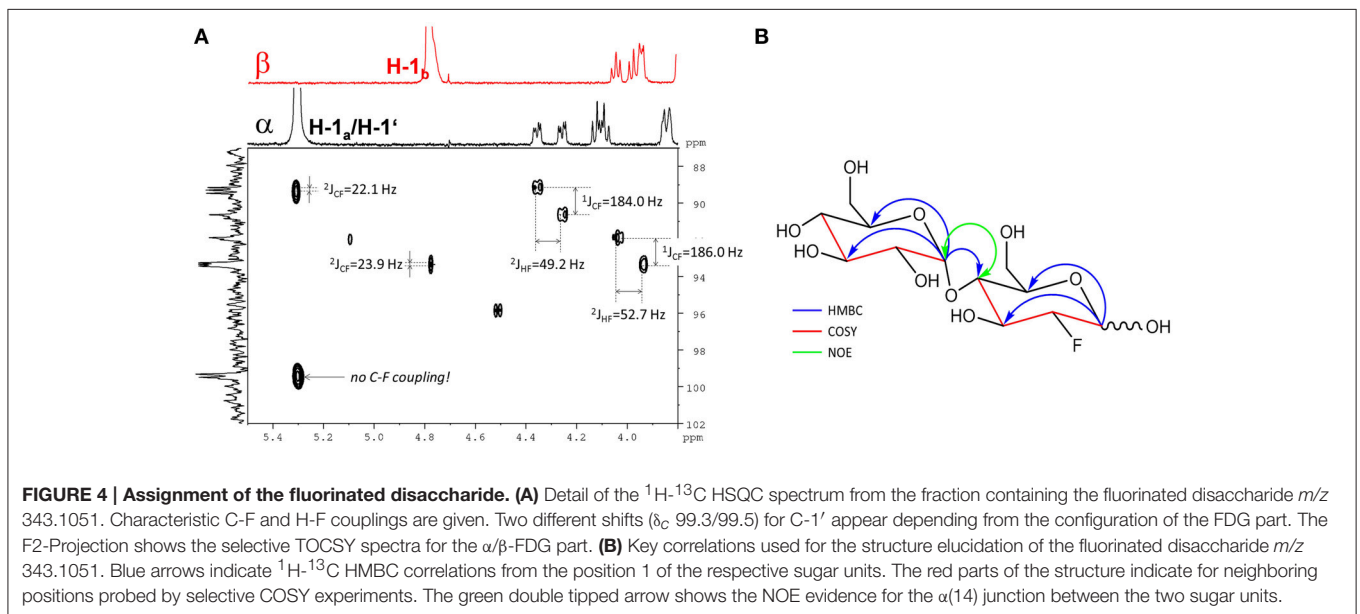 A
B
β
H-1b
α
H-1a/H-1‘
ppm
²JCF=22.1 Hz
¹JCF=184.0 Hz
²JHF=49.2 Hz
²JCF=23.9 Hz
¹JCF=186.0 Hz
²JHF=52.7 Hz
no C-F coupling!
88
90
94
96
98
100
102
5.4 5.2 5.0 4.8 4.6 4.4 4.2 4.0 ppm
OH
O
HO
HO
OH
OH
O
O
HO
OH
F
HMBC
COSY
NOE
FIGURE 4 | Assignment of the fluorinated disaccharide. (A) Detail of the ¹H-¹³C HSQC spectrum from the fraction containing the fluorinated disaccharide m/z
343.1051. Characteristic C-F and H-F couplings are given. Two different shifts (δC 99.3/99.5) for C-1′ appear depending from the configuration of the FDG part. The
F2-Projection shows the selective TOCSY spectra for the α/β-FDG part. (B) Key correlations used for the structure elucidation of the fluorinated disaccharide m/z
343.1051. Blue arrows indicate ¹H-¹³C HMBC correlations from the position 1 of the respective sugar units. The red parts of the structure indicate for neighboring
positions probed by selective COSY experiments. The green double tipped arrow shows the NOE evidence for the α(14) junction between the two sugar units.